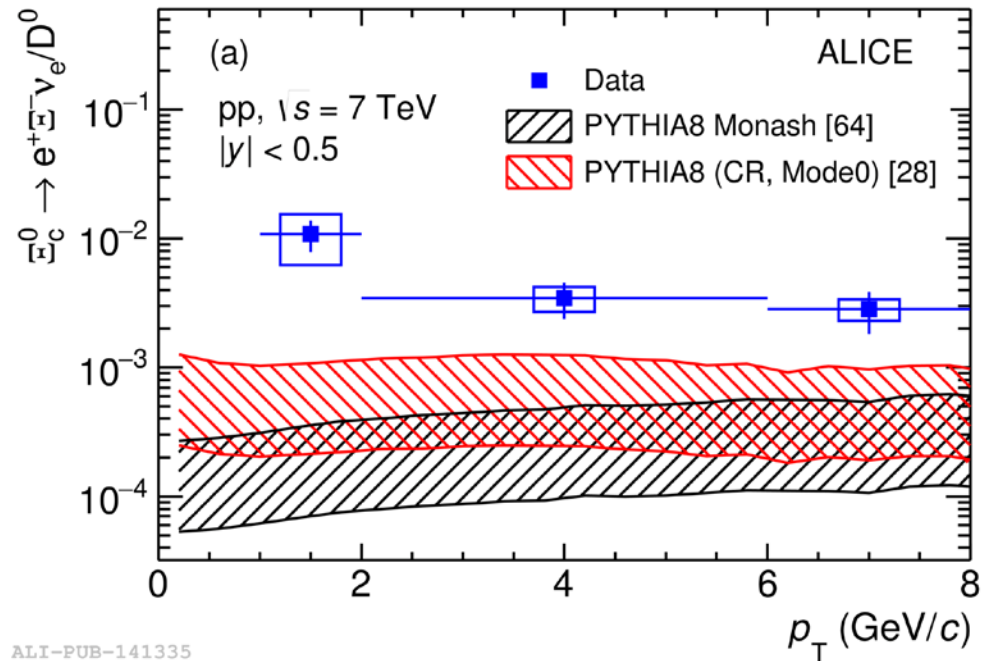 (a)
ALICE
pp, √s = 7 TeV
|y| < 0.5
Data
PYTHIA8 Monash [64]
PYTHIA8 (CR, Mode0) [28]
Ξc⁰ → e⁺Ξ⁻νe/D⁰
10⁻¹
10⁻²
10⁻³
10⁻⁴
0 2 4 6 8
pT (GeV/c)
ALI-PUB-141335